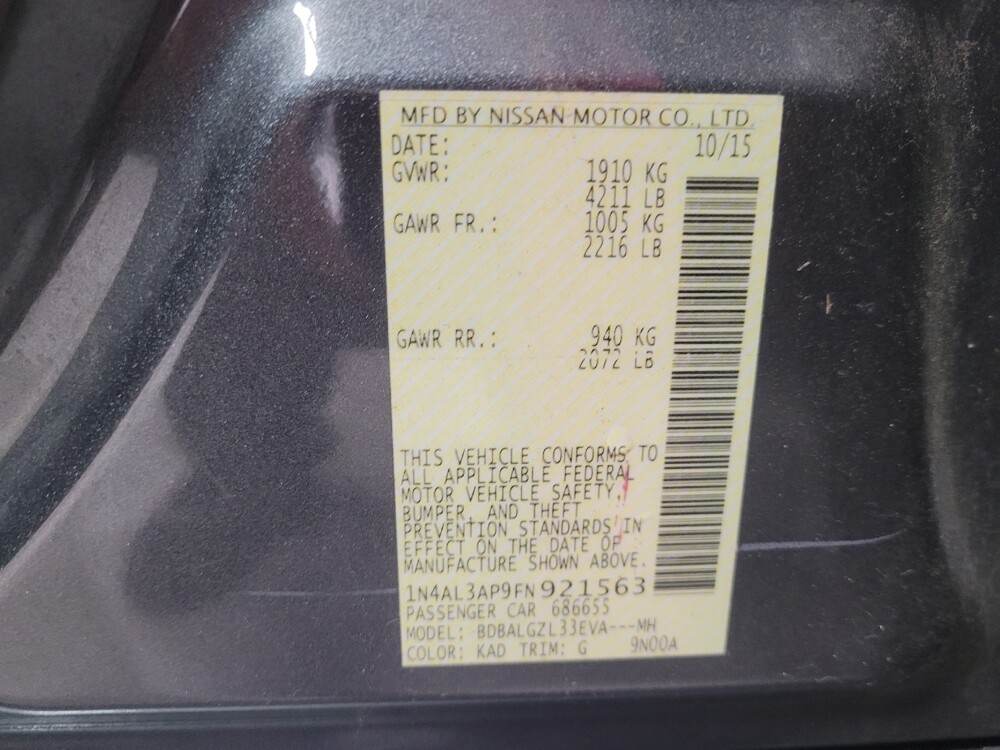 MFD BY NISSAN MOTOR CO., LTD.
DATE: 10/15
GVWR: 1910 KG
4211 LB
GAWR FR.: 1005 KG
2216 LB
GAWR RR.: 940 KG
2072 LB
THIS VEHICLE CONFORMS TO
ALL APPLICABLE FEDERAL
MOTOR VEHICLE SAFETY,
BUMPER, AND THEFT
PREVENTION STANDARDS IN
EFFECT ON THE DATE OF
MANUFACTURE SHOWN ABOVE.
1N4AL3AP9FN921563
PASSENGER CAR 686655
MODEL: BDBALGZL33EVA---MH
COLOR: KAD TRIM: G 9N00A